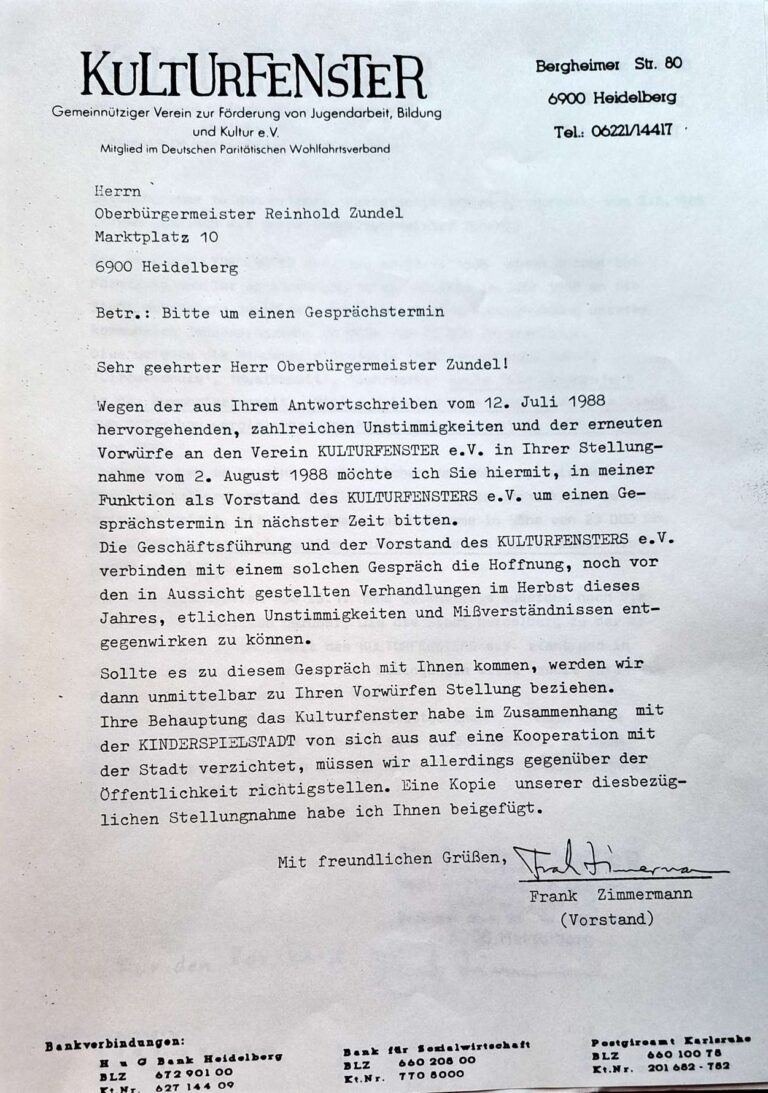 KULTURFENSTER
Gemeinnütziger Verein zur Förderung von Jugendarbeit, Bildung
und Kultur e.V.
Mitglied im Deutschen Paritätischen Wohlfahrtsverband
Bergheimer Str. 80
6900 Heidelberg
Tel.: 06221/14417
Herrn
Oberbürgermeister Reinhold Zundel
Marktplatz 10
6900 Heidelberg
Betr.: Bitte um einen Gesprächstermin
Sehr geehrter Herr Oberbürgermeister Zundel!
Wegen der aus Ihrem Antwortschreiben vom 12. Juli 1988
hervorgehenden, zahlreichen Unstimmigkeiten und der erneuten
Vorwürfe an den Verein KULTURFENSTER e.V. in Ihrer Stellung-
nahme vom 2. August 1988 möchte ich Sie hiermit, in meiner
Funktion als Vorstand des KULTURFENSTERS e.V. um einen Ge-
sprächstermin in nächster Zeit bitten.
Die Geschäftsführung und der Vorstand des KULTURFENSTERS e.V.
verbinden mit einem solchen Gespräch die Hoffnung, noch vor
den in Aussicht gestellten Verhandlungen im Herbst dieses
Jahres, etlichen Unstimmigkeiten und Mißverständnissen ent-
gegenwirken zu können.
Sollte es zu diesem Gespräch mit Ihnen kommen, werden wir
dann unmittelbar zu Ihren Vorwürfen Stellung beziehen.
Ihre Behauptung das Kulturfenster habe im Zusammenhang mit
der KINDERSPIELSTADT von sich aus auf eine Kooperation mit
der Stadt verzichtet, müssen wir allerdings gegenüber der
Öffentlichkeit richtigstellen. Eine Kopie unserer diesbezüg-
lichen Stellungnahme habe ich Ihnen beigefügt.
Mit freundlichen Grüßen,
Frank Zimmermann
(Vorstand)
Bankverbindungen:
H u G Bank Heidelberg
BLZ 672 901 00
Kt.Nr. 627 144 09
Bank für Sozialwirtschaft
BLZ 660 205 00
Kt.Nr. 770 8000
Postgiroamt Karlsruhe
BLZ 660 100 75
Kt.Nr. 201 682 - 752